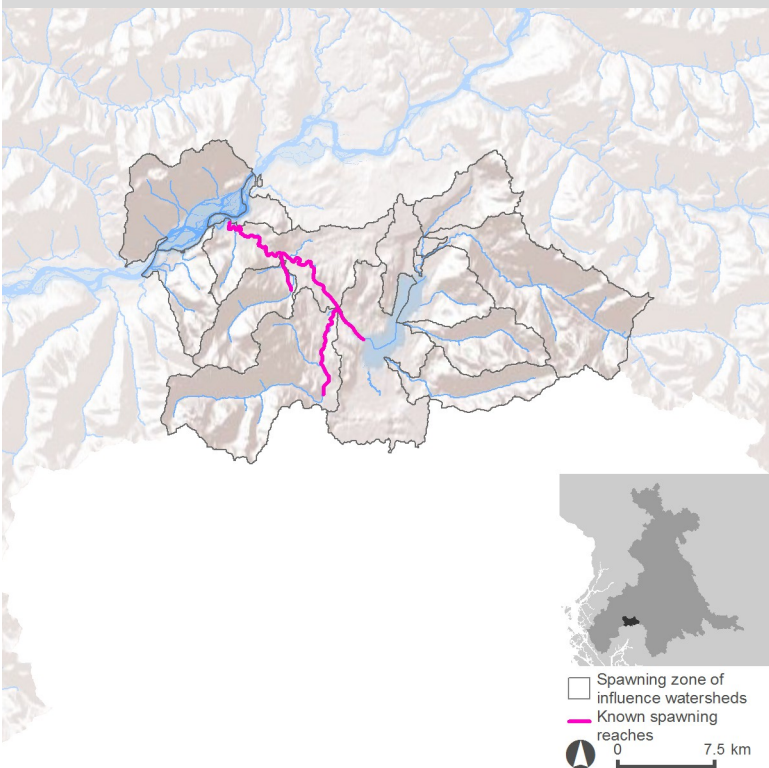 Spawning zone of
influence watersheds
Known spawning
reaches
0 7.5 km